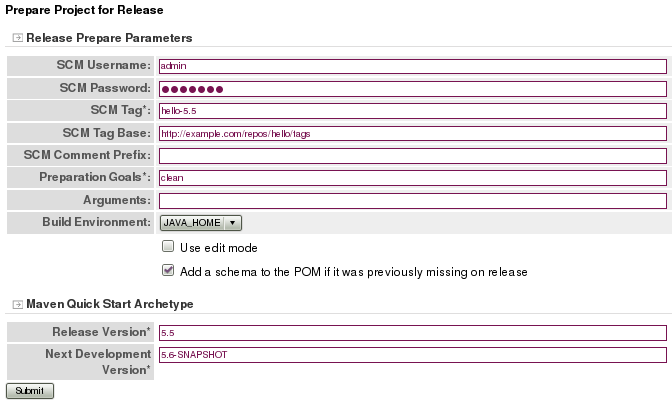 Prepare Project for Release
Release Prepare Parameters
SCM Username: admin
SCM Password: ●●●●●●●
SCM Tag*: hello-5.5
SCM Tag Base: http://example.com/repos/hello/tags
SCM Comment Prefix:
Preparation Goals*: clean
Arguments:
Build Environment: JAVA_HOME
Use edit mode
Add a schema to the POM if it was previously missing on release
Maven Quick Start Archetype
Release Version* 5.5
Next Development 5.6-SNAPSHOT
Version*
Submit